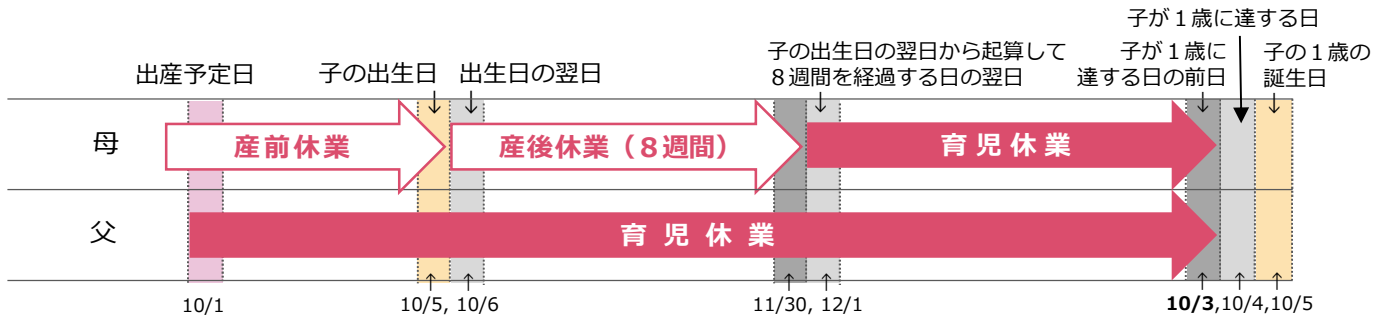 子が１歳に達する日
出産予定日
子の出生日
出生日の翌日
子の出生日の翌日から起算して
８週間を経過する日の翌日
子が１歳に
達する日の前日
子の１歳の
誕生日
母
産前休業
産後休業（８週間）
育児休業
父
育児休業
10/1
10/5, 10/6
11/30, 12/1
10/3,10/4,10/5